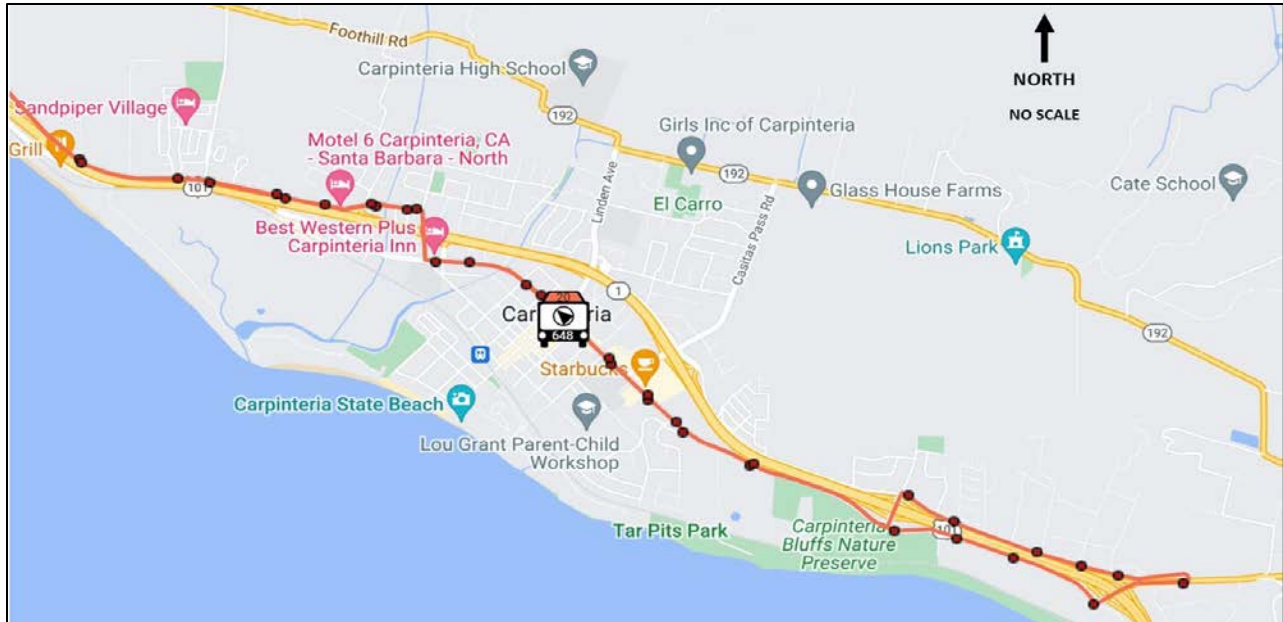 Foothill Rd
Carpinteria High School
NORTH
NO SCALE
Sandpiper Village
192
Girls Inc of Carpinteria
Motel 6 Carpinteria, CA
- Santa Barbara - North
Grill
192
Cate School
101
Linden Ave
El Carro
Glass House Farms
Casitas Pass Rd
Best Western Plus
Carpinteria Inn
Lions Park
1
20
648
192
Starbucks
Carpinteria State Beach
Lou Grant Parent-Child
Workshop
Tar Pits Park
Carpinteria
Bluffs Nature
Preserve
101